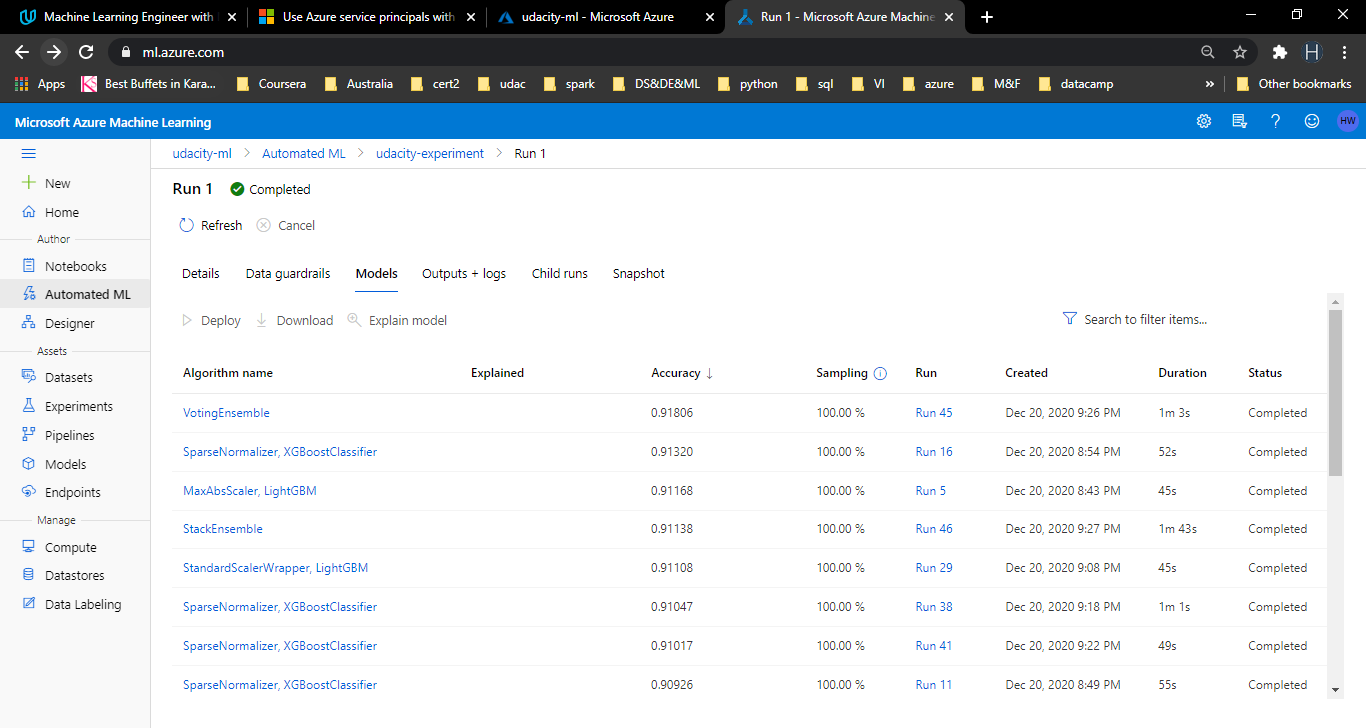 Machine Learning Engineer with
Use Azure service principals with
udacity-ml - Microsoft Azure
Run 1 - Microsoft Azure Machine
ml.azure.com
H
Apps Best Buffets in Kara... Coursera Australia cert2 udac spark DS&DE&ML python sql VI azure M&F datacamp » Other bookmarks
Microsoft Azure Machine Learning
HW
New
Home
Author
Notebooks
Automated ML
Designer
Assets
Datasets
Experiments
Pipelines
Models
Endpoints
Manage
Compute
Datastores
Data Labeling
udacity-ml > Automated ML > udacity-experiment > Run 1
Run 1 Completed
Refresh Cancel
Details Data guardrails Models Outputs + logs Child runs Snapshot
Deploy Download Explain model Search to filter items...
Algorithm name Explained Accuracy ↓ Sampling Run Created Duration Status
VotingEnsemble 0.91806 100.00 % Run 45 Dec 20, 2020 9:26 PM 1m 3s Completed
SparseNormalizer, XGBoostClassifier 0.91320 100.00 % Run 16 Dec 20, 2020 8:54 PM 52s Completed
MaxAbsScaler, LightGBM 0.91168 100.00 % Run 5 Dec 20, 2020 8:43 PM 45s Completed
StackEnsemble 0.91138 100.00 % Run 46 Dec 20, 2020 9:27 PM 1m 43s Completed
StandardScalerWrapper, LightGBM 0.91108 100.00 % Run 29 Dec 20, 2020 9:08 PM 45s Completed
SparseNormalizer, XGBoostClassifier 0.91047 100.00 % Run 38 Dec 20, 2020 9:18 PM 1m 1s Completed
SparseNormalizer, XGBoostClassifier 0.91017 100.00 % Run 41 Dec 20, 2020 9:22 PM 49s Completed
SparseNormalizer, XGBoostClassifier 0.90926 100.00 % Run 11 Dec 20, 2020 8:49 PM 55s Completed